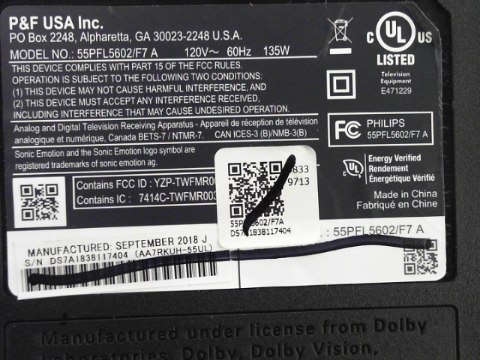 P&F USA Inc.
PO Box 2248, Alpharetta, GA 30023-2248 U.S.A.
MODEL NO.: 55PFL5602/F7 A 120V~ 60Hz 135W
THIS DEVICE COMPLIES WITH PART 15 OF THE FCC RULES.
OPERATION IS SUBJECT TO THE FOLLOWING TWO CONDITIONS:
(1) THIS DEVICE MAY NOT CAUSE HARMFUL INTERFERENCE, AND
(2) THIS DEVICE MUST ACCEPT ANY INTERFERENCE RECEIVED,
INCLUDING INTERFERENCE THAT MAY CAUSE UNDESIRED OPERATION.
Analog and Digital Television Receiving Apparatus - Appareil de réception de télévision
analogique et numérique, Canada BETS-7 / NTMR-7. CAN ICES-3 (B)/NMB-3(B)
Sonic Emotion and the Sonic Emotion logo are
registered trademarks of sonic emotion ag.
Contains FCC ID: YZP-TWFMR00
Contains IC: 7414C-TWFMR003
C UL US
LISTED
Television
Equipment
E471229
FC PHILIPS
55PFL5602/F7 A
Energy Verified
Rendement
Énergétique Vérifié
Made in China
Fabriqué en China
833
9713
55PFL5602/F7A
DS7A1838117404
: 55PFL5602/F7 A
MANUFACTURED: SEPTEMBER 2018 J
S/N DS7A1838117404 (AA7RKUH-55UL)
Manufactured under license from Dolby
Laboratories. Dolby, Dolby Vision,